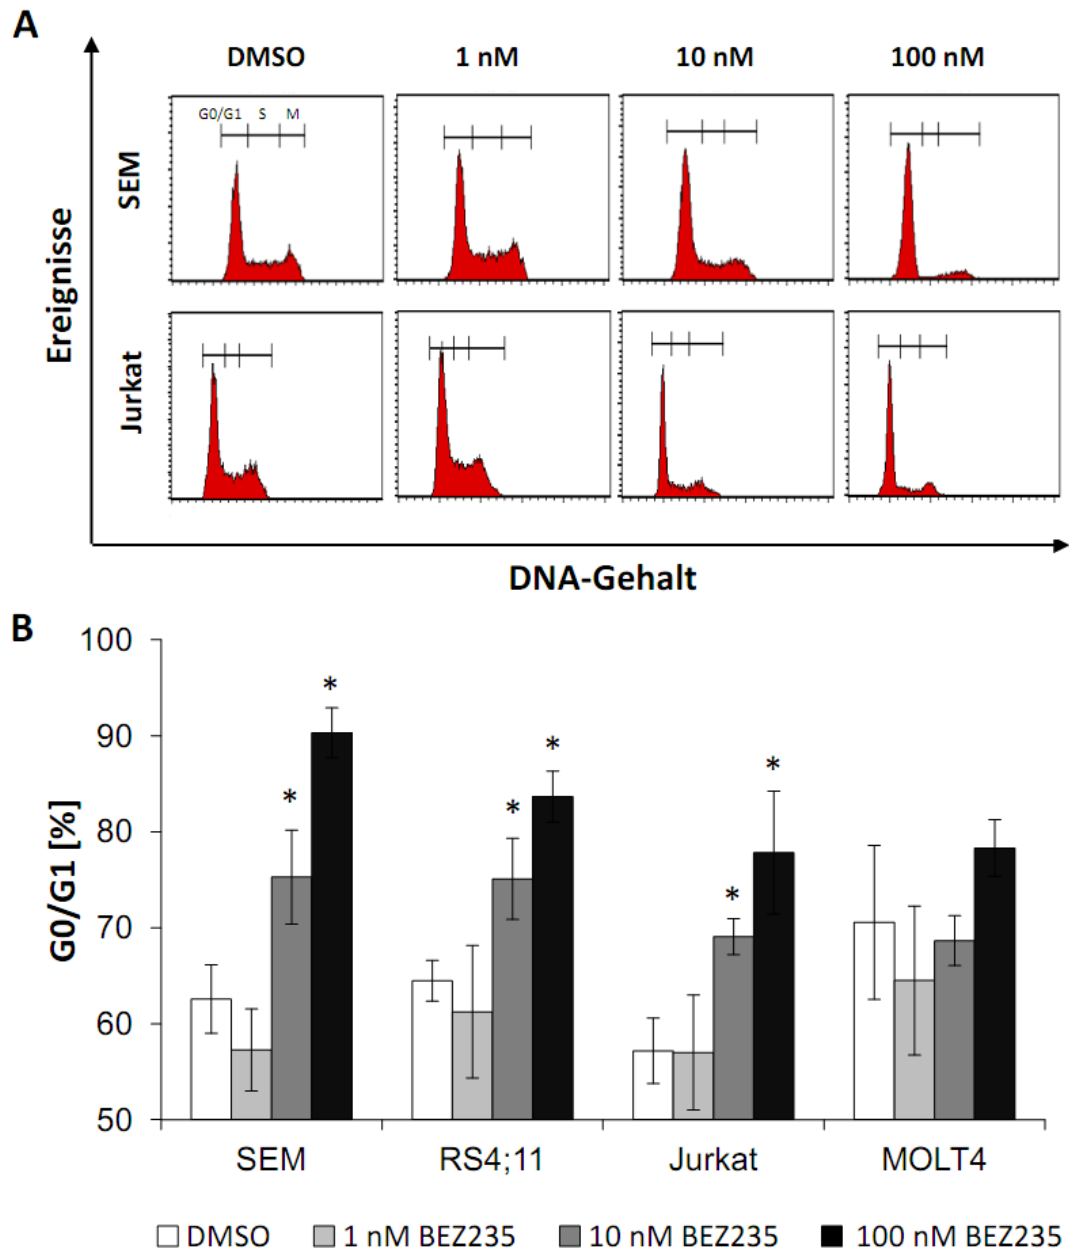 A
DMSO 1 nM 10 nM 100 nM
G0/G1 S M
SEM
Ereignisse
Jurkat
DNA-Gehalt
B
100
90
80
70
60
50
G0/G1 [%]
* * * * * *
SEM RS4;11 Jurkat MOLT4
DMSO 1 nM BEZ235 10 nM BEZ235 100 nM BEZ235